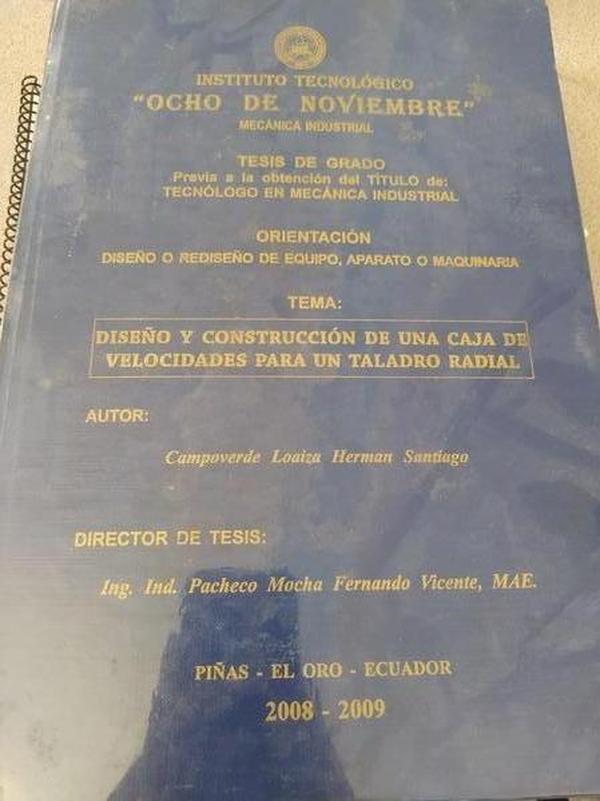 INSTITUTO TECNOLÓGICO
"OCHO DE NOVIEMBRE"
MECÁNICA INDUSTRIAL
TESIS DE GRADO
Previa a la obtención del TÍTULO de:
TECNÓLOGO EN MECÁNICA INDUSTRIAL
ORIENTACIÓN
DISEÑO O REDISEÑO DE EQUIPO, APARATO O MAQUINARIA
TEMA:
DISEÑO Y CONSTRUCCIÓN DE UNA CAJA DE
VELOCIDADES PARA UN TALADRO RADIAL
AUTOR:
Campoverde Loaiza Herman Santiago
DIRECTOR DE TESIS:
Ing. Ind. Pacheco Mocha Fernando Vicente, MAE.
PIÑAS - EL ORO - ECUADOR
2008 - 2009